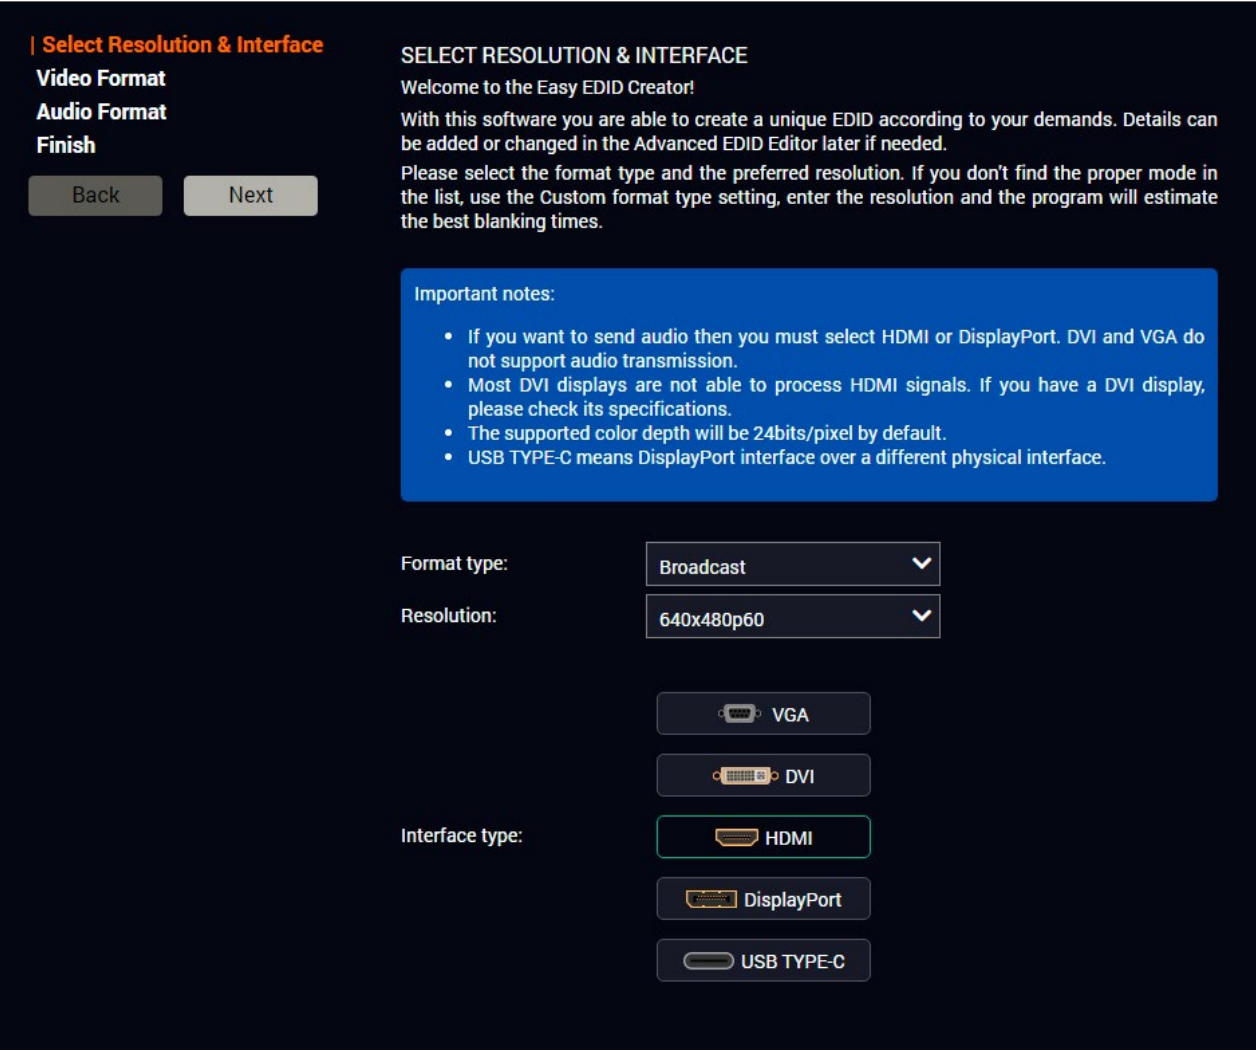 | Select Resolution & Interface
Video Format
Audio Format
Finish
Back
Next
SELECT RESOLUTION & INTERFACE
Welcome to the Easy EDID Creator!
With this software you are able to create a unique EDID according to your demands. Details can
be added or changed in the Advanced EDID Editor later if needed.
Please select the format type and the preferred resolution. If you don't find the proper mode in
the list, use the Custom format type setting, enter the resolution and the program will estimate
the best blanking times.
Important notes:
• If you want to send audio then you must select HDMI or DisplayPort. DVI and VGA do
not support audio transmission.
• Most DVI displays are not able to process HDMI signals. If you have a DVI display,
please check its specifications.
• The supported color depth will be 24bits/pixel by default.
• USB TYPE-C means DisplayPort interface over a different physical interface.
Format type:
Broadcast
Resolution:
640x480p60
Interface type:
VGA
DVI
HDMI
DisplayPort
USB TYPE-C